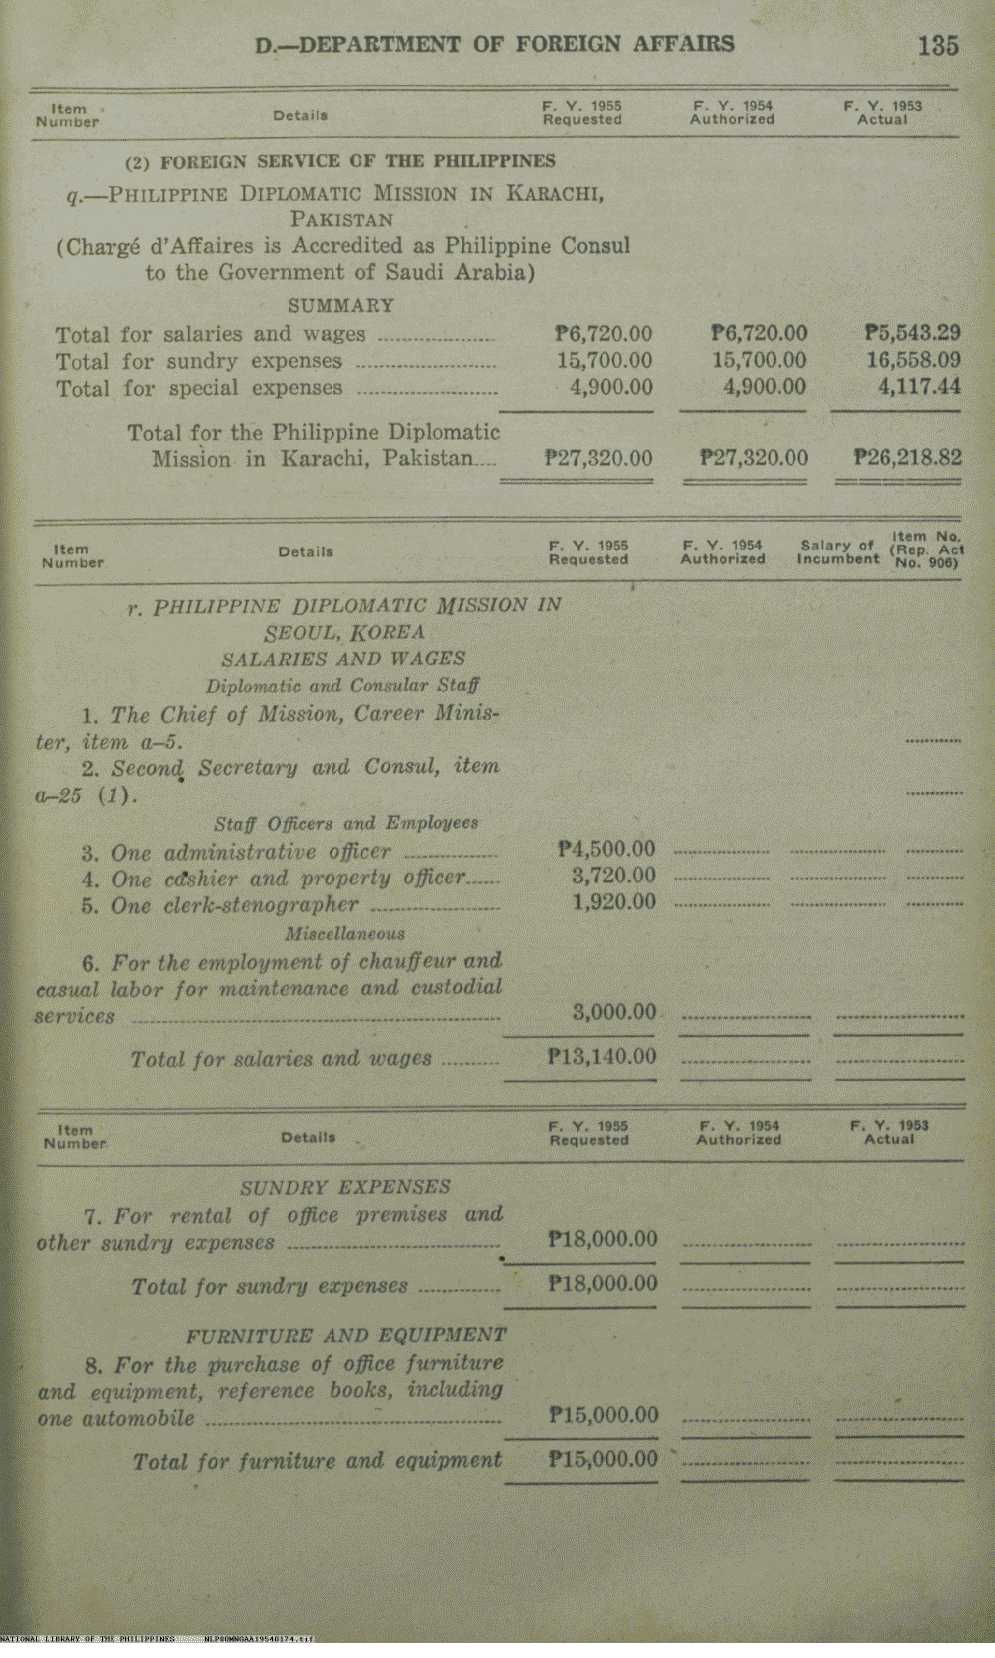 D.—DEPARTMENT OF FOREIGN AFFAIRS 135
Item Number Details F. Y. 1955 Requested F. Y. 1954 Authorized F. Y. 1953 Actual
(2) FOREIGN SERVICE OF THE PHILIPPINES
q.—PHILIPPINE DIPLOMATIC MISSION IN KARACHI,
PAKISTAN
(Chargé d'Affaires is Accredited as Philippine Consul
to the Government of Saudi Arabia)
SUMMARY
Total for salaries and wages ₱6,720.00 ₱6,720.00 ₱5,543.29
Total for sundry expenses 15,700.00 15,700.00 16,558.09
Total for special expenses 4,900.00 4,900.00 4,117.44
Total for the Philippine Diplomatic
Mission in Karachi, Pakistan ₱27,320.00 ₱27,320.00 ₱26,218.82
Item Number Details F. Y. 1955 Requested F. Y. 1954 Authorized Salary of Incumbent Item No. (Rep. Act No. 906)
r. PHILIPPINE DIPLOMATIC MISSION IN
SEOUL, KOREA
SALARIES AND WAGES
Diplomatic and Consular Staff
1. The Chief of Mission, Career Minis-
ter, item a-5.
2. Second Secretary and Consul, item
a-25 (1).
Staff Officers and Employees
3. One administrative officer ₱4,500.00
4. One cashier and property officer 3,720.00
5. One clerk-stenographer 1,920.00
Miscellaneous
6. For the employment of chauffeur and
casual labor for maintenance and custodial
services 3,000.00
Total for salaries and wages ₱13,140.00
Item Number Details F. Y. 1955 Requested F. Y. 1954 Authorized F. Y. 1953 Actual
SUNDRY EXPENSES
7. For rental of office premises and
other sundry expenses ₱18,000.00
Total for sundry expenses ₱18,000.00
FURNITURE AND EQUIPMENT
8. For the purchase of office furniture
and equipment, reference books, including
one automobile ₱15,000.00
Total for furniture and equipment ₱15,000.00
NATIONAL LIBRARY OF THE PHILIPPINES NLP00MNGAA19540174.tif